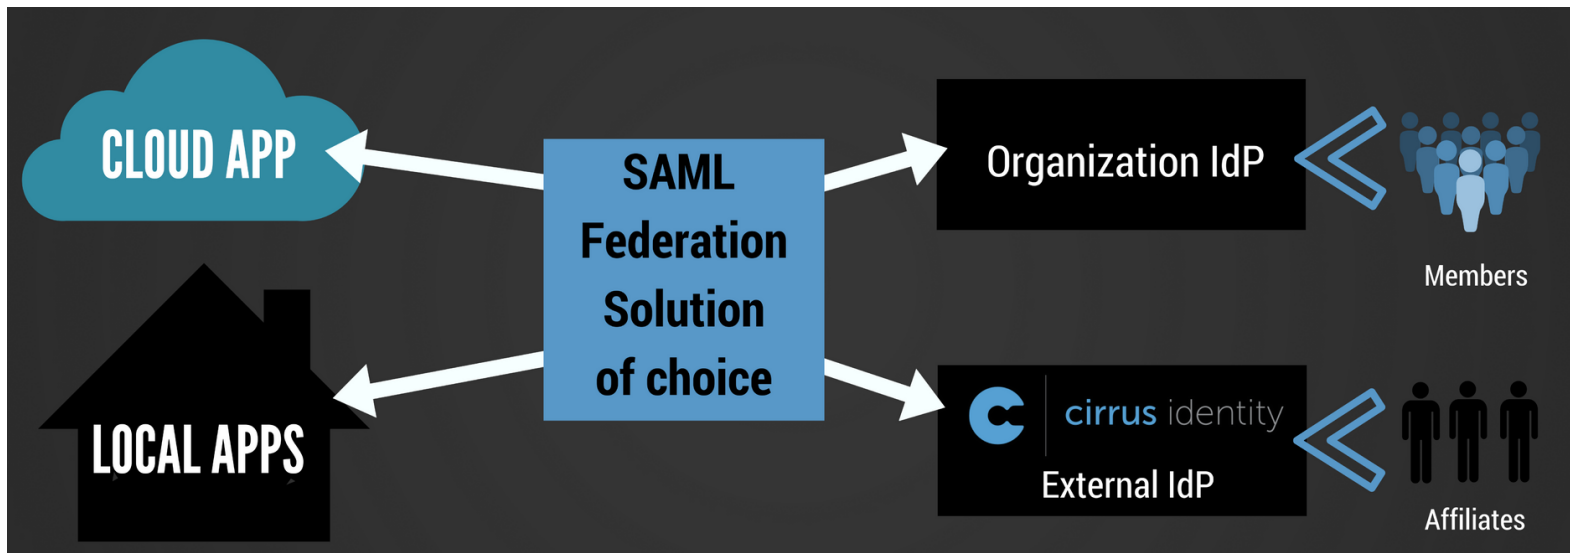 CLOUD APP
LOCAL APPS
SAML
Federation
Solution
of choice
Organization IdP
Members
cirrus identity
External IdP
Affiliates